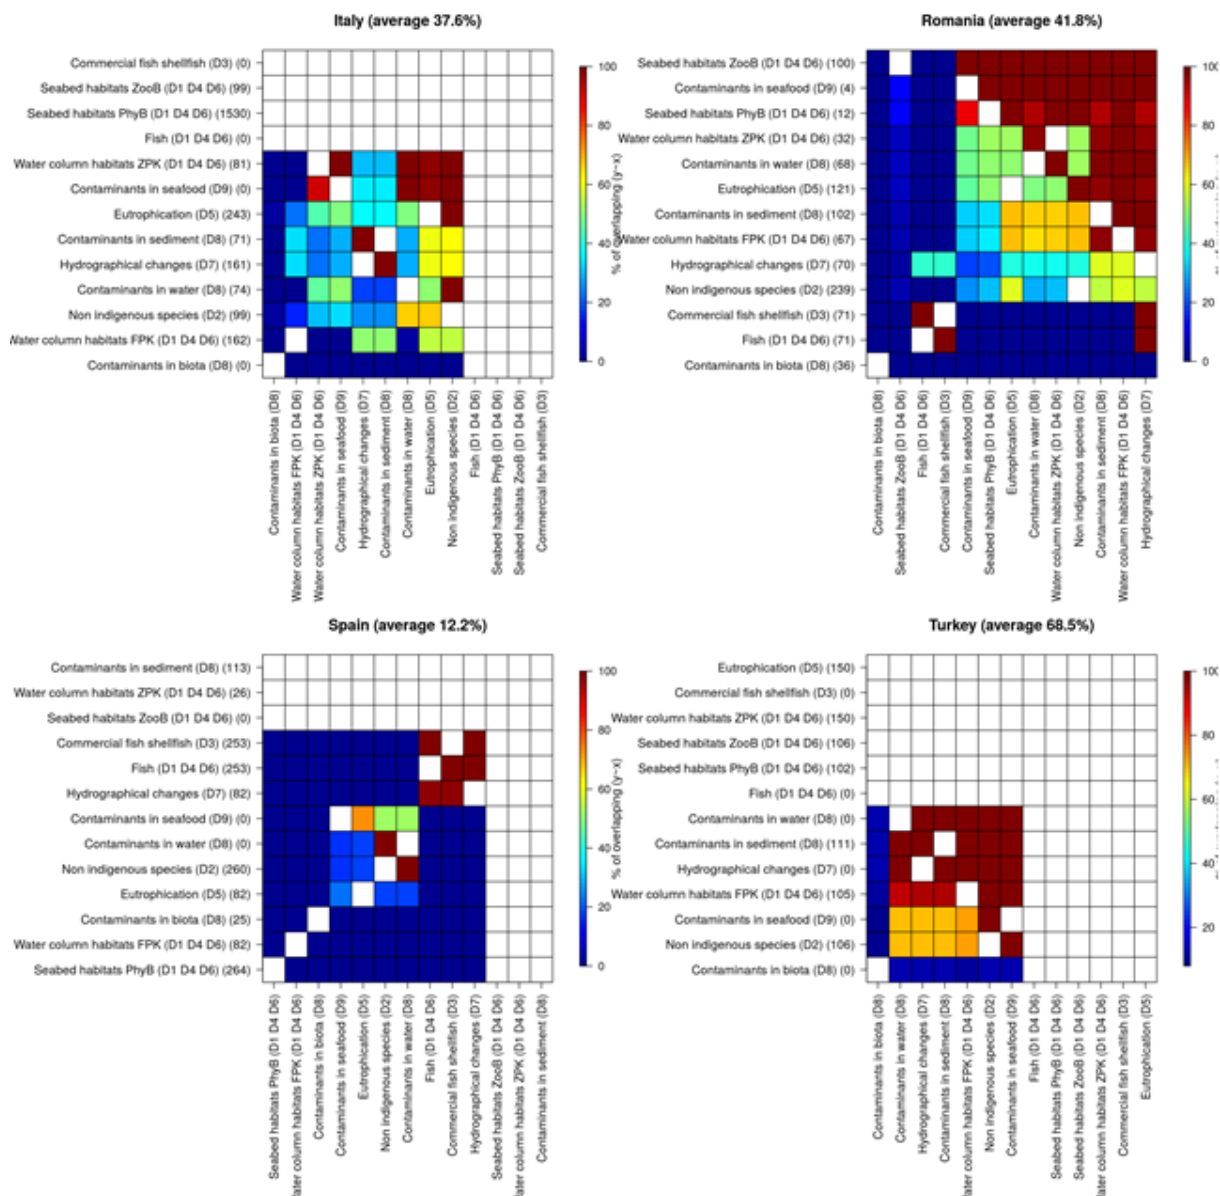 Italy (average 37.6%)
Commercial fish shellfish (D3) (0)
Seabed habitats ZooB (D1 D4 D6) (99)
Seabed habitats PhyB (D1 D4 D6) (1530)
Fish (D1 D4 D6) (0)
Water column habitats ZPK (D1 D4 D6) (81)
Contaminants in seafood (D9) (0)
Eutrophication (D5) (243)
Contaminants in sediment (D8) (71)
Hydrographical changes (D7) (161)
Contaminants in water (D8) (74)
Non indigenous species (D2) (99)
Water column habitats FPK (D1 D4 D6) (162)
Contaminants in biota (D8) (0)
Contaminants in biota (D8)
Water column habitats FPK (D1 D4 D6)
Water column habitats ZPK (D1 D4 D6)
Contaminants in seafood (D9)
Hydrographical changes (D7)
Contaminants in sediment (D8)
Contaminants in water (D8)
Eutrophication (D5)
Non indigenous species (D2)
Fish (D1 D4 D6)
Seabed habitats PhyB (D1 D4 D6)
Seabed habitats ZooB (D1 D4 D6)
Commercial fish shellfish (D3)
100
80
60
40
20
0
% of overlapping (y~x)
Romania (average 41.8%)
Seabed habitats ZooB (D1 D4 D6) (100)
Contaminants in seafood (D9) (4)
Seabed habitats PhyB (D1 D4 D6) (12)
Water column habitats ZPK (D1 D4 D6) (32)
Contaminants in water (D8) (68)
Eutrophication (D5) (121)
Contaminants in sediment (D8) (102)
Water column habitats FPK (D1 D4 D6) (67)
Hydrographical changes (D7) (70)
Non indigenous species (D2) (239)
Commercial fish shellfish (D3) (71)
Fish (D1 D4 D6) (71)
Contaminants in biota (D8) (36)
Contaminants in biota (D8)
Seabed habitats ZooB (D1 D4 D6)
Fish (D1 D4 D6)
Commercial fish shellfish (D3)
Contaminants in seafood (D9)
Seabed habitats PhyB (D1 D4 D6)
Eutrophication (D5)
Contaminants in water (D8)
Water column habitats ZPK (D1 D4 D6)
Non indigenous species (D2)
Contaminants in sediment (D8)
Water column habitats FPK (D1 D4 D6)
Hydrographical changes (D7)
100
80
60
40
20
0
Spain (average 12.2%)
Contaminants in sediment (D8) (113)
Water column habitats ZPK (D1 D4 D6) (26)
Seabed habitats ZooB (D1 D4 D6) (0)
Commercial fish shellfish (D3) (253)
Fish (D1 D4 D6) (253)
Hydrographical changes (D7) (82)
Contaminants in seafood (D9) (0)
Contaminants in water (D8) (0)
Non indigenous species (D2) (260)
Eutrophication (D5) (82)
Contaminants in biota (D8) (25)
Water column habitats FPK (D1 D4 D6) (82)
Seabed habitats PhyB (D1 D4 D6) (264)
Seabed habitats PhyB (D1 D4 D6)
ater column habitats FPK (D1 D4 D6)
Contaminants in biota (D8)
Contaminants in seafood (D9)
Eutrophication (D5)
Non indigenous species (D2)
Contaminants in water (D8)
Fish (D1 D4 D6)
Commercial fish shellfish (D3)
Hydrographical changes (D7)
Seabed habitats ZooB (D1 D4 D6)
ater column habitats ZPK (D1 D4 D6)
Contaminants in sediment (D8)
100
80
60
40
20
0
% of overlapping (y~x)
Turkey (average 68.5%)
Eutrophication (D5) (150)
Commercial fish shellfish (D3) (0)
Water column habitats ZPK (D1 D4 D6) (150)
Seabed habitats ZooB (D1 D4 D6) (106)
Seabed habitats PhyB (D1 D4 D6) (102)
Fish (D1 D4 D6) (0)
Contaminants in water (D8) (0)
Contaminants in sediment (D8) (111)
Hydrographical changes (D7) (0)
Water column habitats FPK (D1 D4 D6) (105)
Contaminants in seafood (D9) (0)
Non indigenous species (D2) (106)
Contaminants in biota (D8) (0)
Contaminants in biota (D8)
Contaminants in water (D8)
Hydrographical changes (D7)
Contaminants in sediment (D8)
ater column habitats FPK (D1 D4 D6)
Non indigenous species (D2)
Contaminants in seafood (D9)
Fish (D1 D4 D6)
Seabed habitats PhyB (D1 D4 D6)
Seabed habitats ZooB (D1 D4 D6)
ater column habitats ZPK (D1 D4 D6)
Commercial fish shellfish (D3)
Eutrophication (D5)
100
80
60
40
20